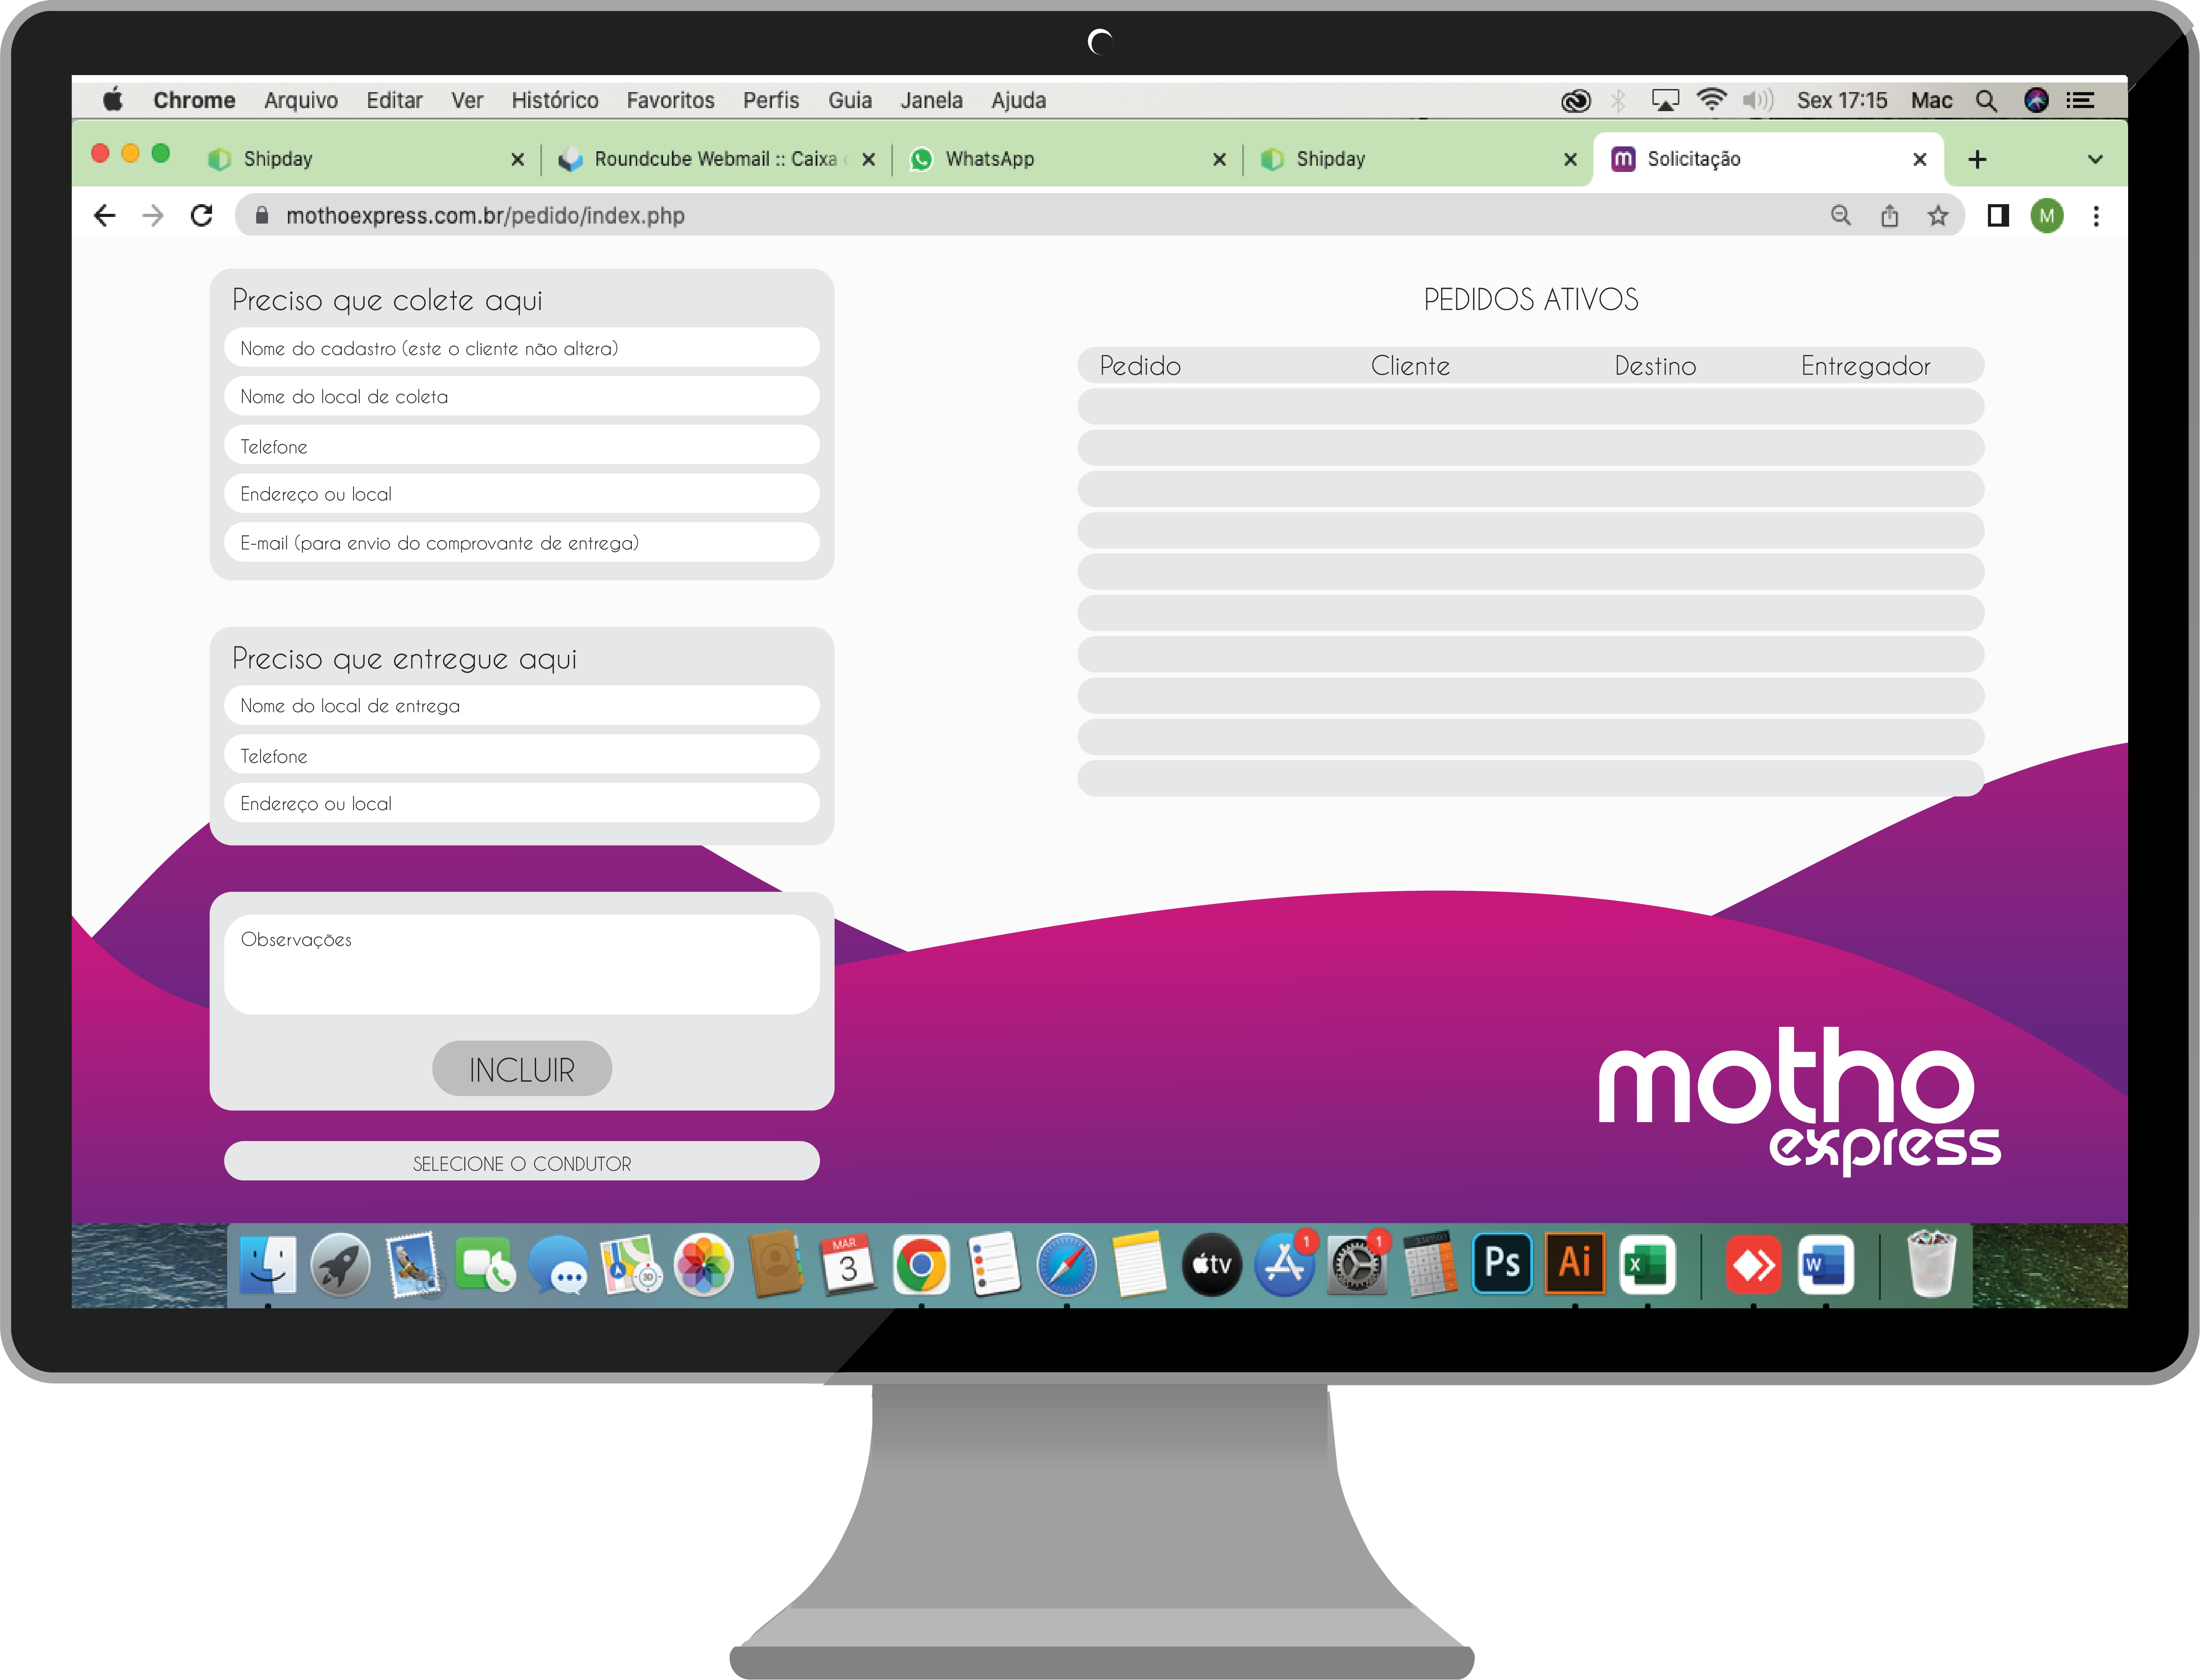 Chrome Arquivo Editar Ver Histórico Favoritos Perfis Guia Janela Ajuda Sex 17:15 Mac
Shipday Roundcube Webmail :: Caixa WhatsApp Shipday Solicitação
mothoexpress.com.br/pedido/index.php M
Preciso que colete aqui
Nome do cadastro (este o cliente não altera)
Nome do local de coleta
Telefone
Endereço ou local
E-mail (para envio do comprovante de entrega)
Preciso que entregue aqui
Nome do local de entrega
Telefone
Endereço ou local
Observações
INCLUIR
SELECIONE O CONDUTOR
PEDIDOS ATIVOS
Pedido Cliente Destino Entregador
motho
express
MAR
3
3D
tv
1
1
Ps
Ai
X
W